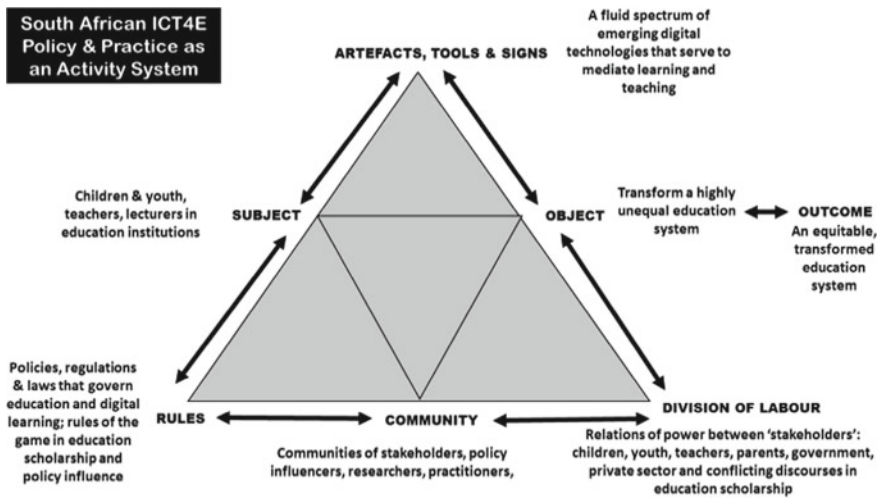 South African ICT4E
Policy & Practice as
an Activity System
ARTEFACTS, TOOLS & SIGNS
A fluid spectrum of
emerging digital
technologies that serve to
mediate learning and
teaching
Children & youth,
teachers, lecturers in
education institutions
SUBJECT
OBJECT
Transform a highly
unequal education
system
OUTCOME
An equitable,
transformed
education
system
Policies, regulations
& laws that govern
education and digital
learning; rules of the
game in education
scholarship and
policy influence
RULES
COMMUNITY
Communities of stakeholders, policy
influencers, researchers, practitioners,
DIVISION OF LABOUR
Relations of power between ‘stakeholders’:
children, youth, teachers, parents, government,
private sector and conflicting discourses in
education scholarship